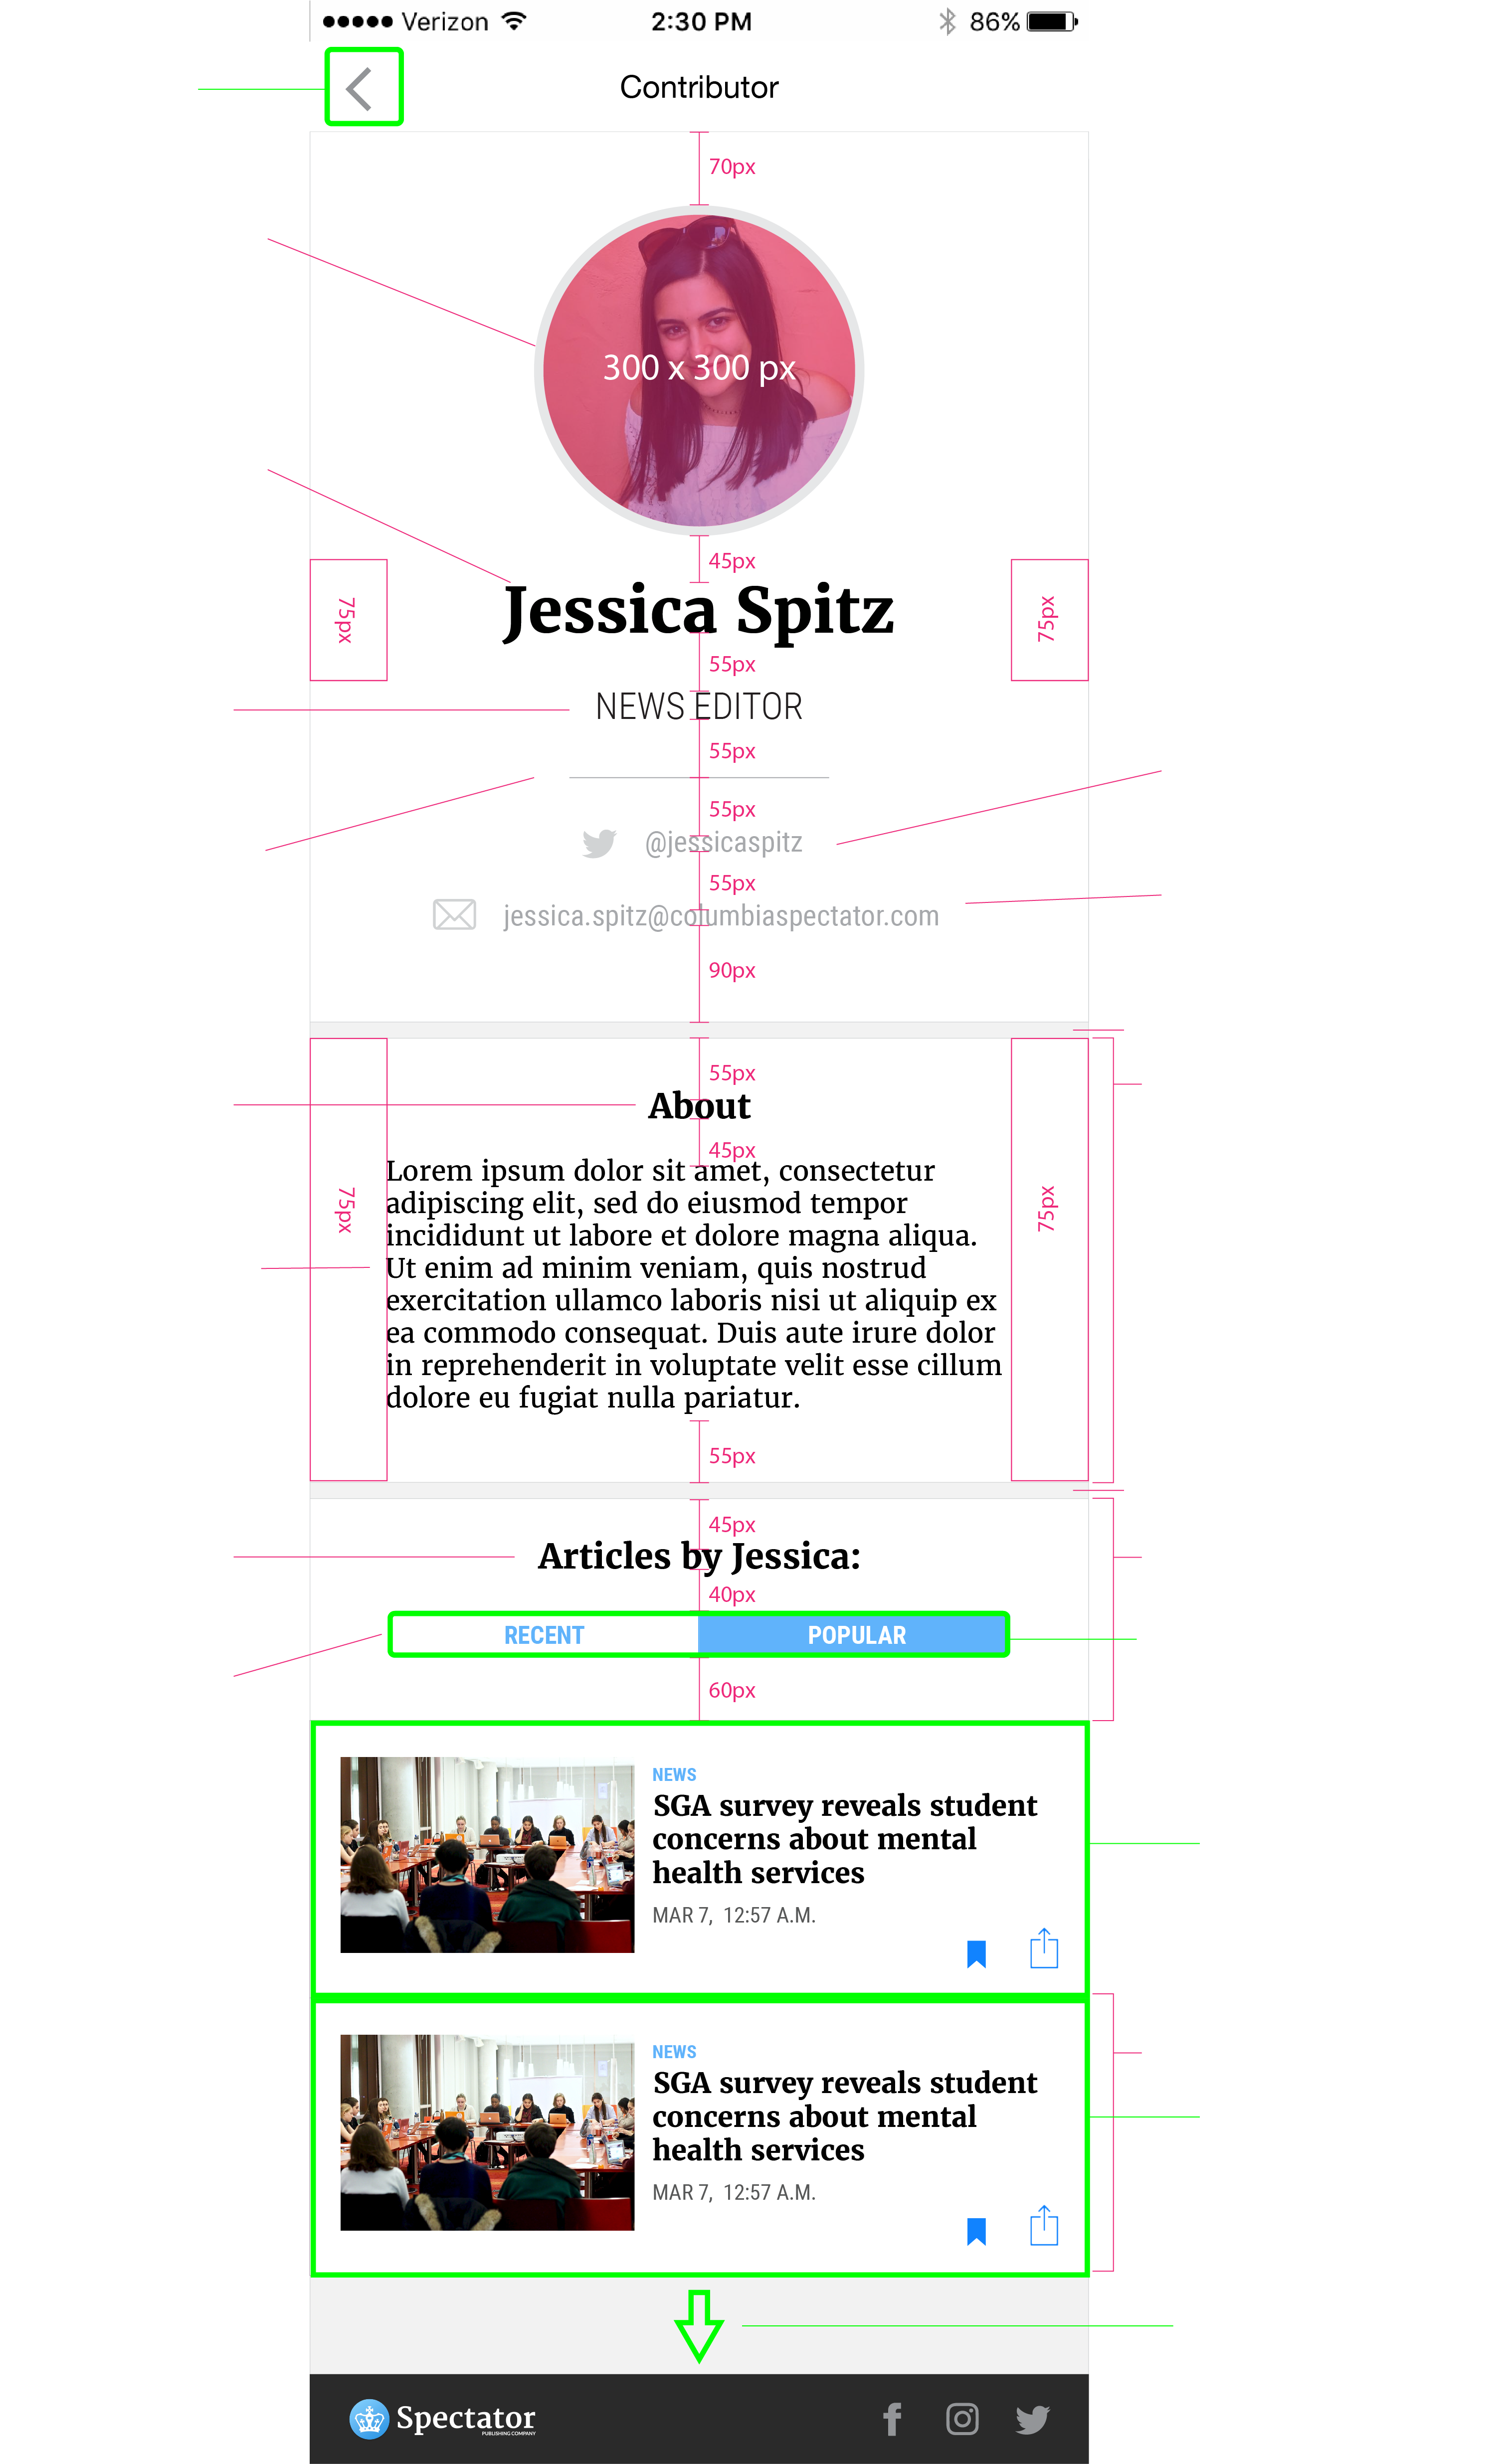 Verizon 2:30 PM 86%
Contributor
70px
300 x 300 px
45px
Jessica Spitz
75px
75px
55px
NEWS EDITOR
55px
55px
@jessicaspitz
55px
jessica.spitz@columbiaspectator.com
90px
55px
About
45px
Lorem ipsum dolor sit amet, consectetur
adipiscing elit, sed do eiusmod tempor
75px
75px
incididunt ut labore et dolore magna aliqua.
Ut enim ad minim veniam, quis nostrud
exercitation ullamco laboris nisi ut aliquip ex
ea commodo consequat. Duis aute irure dolor
in reprehenderit in voluptate velit esse cillum
dolore eu fugiat nulla pariatur.
55px
45px
Articles by Jessica:
40px
RECENT POPULAR
60px
NEWS
SGA survey reveals student
concerns about mental
health services
MAR 7, 12:57 A.M.
NEWS
SGA survey reveals student
concerns about mental
health services
MAR 7, 12:57 A.M.
Spectator
PUBLISHING COMPANY